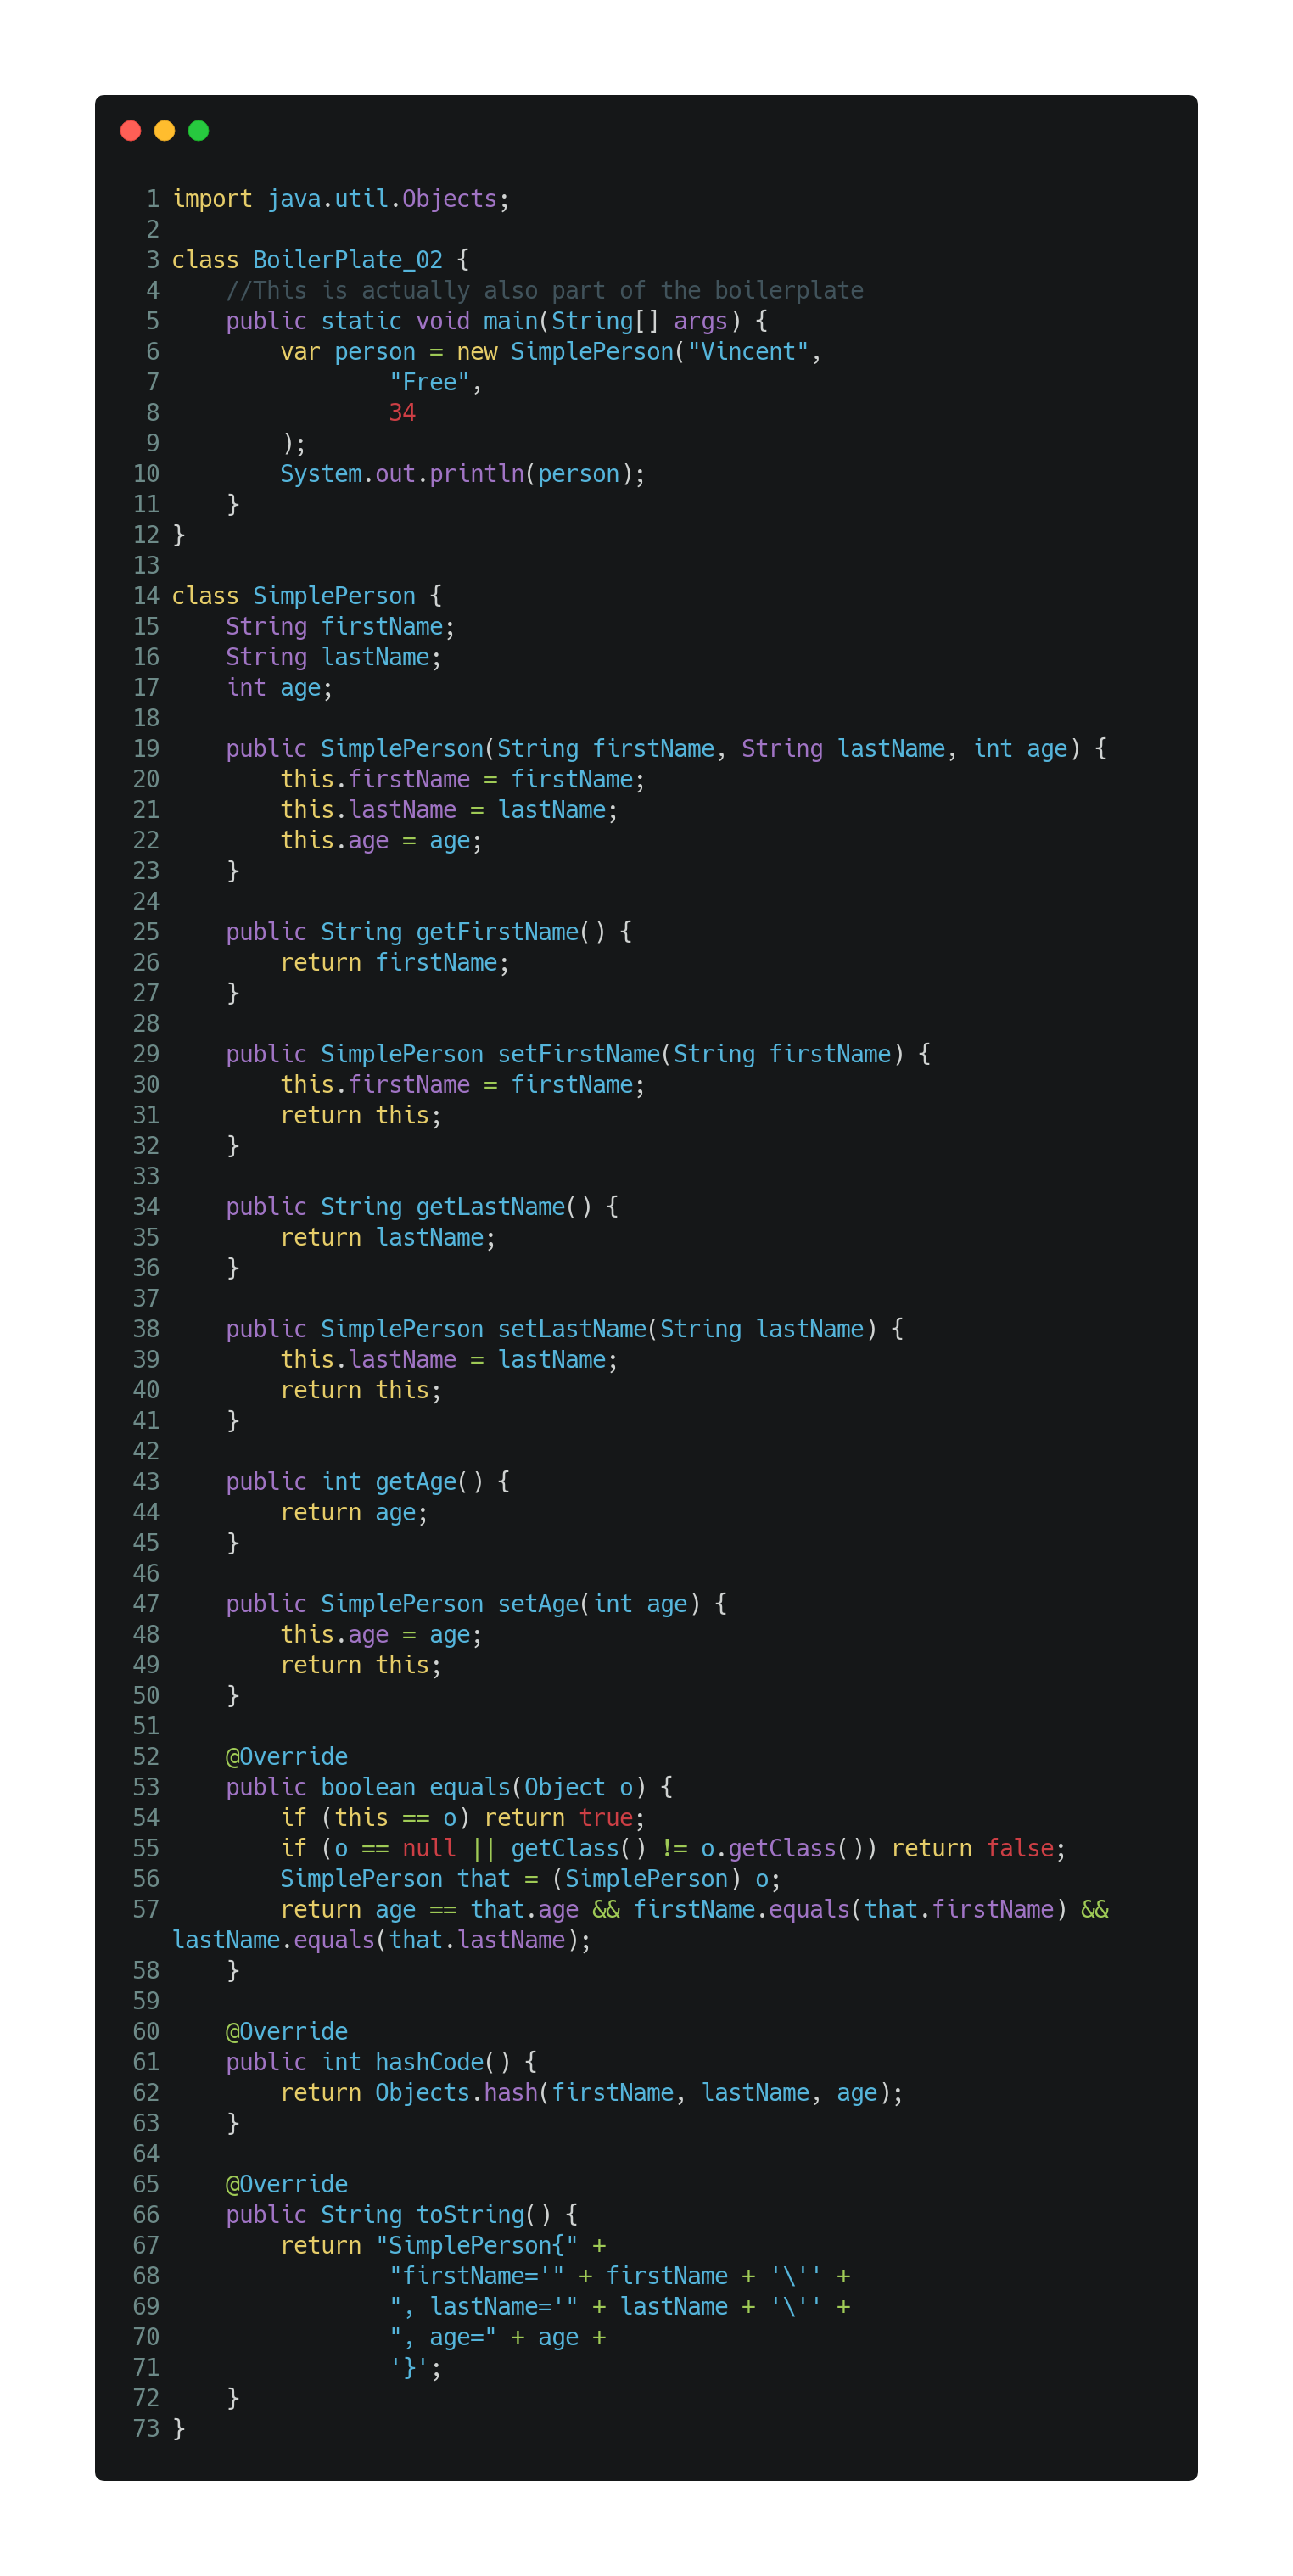 1 import java.util.Objects;
2
3 class BoilerPlate_02 {
4     //This is actually also part of the boilerplate
5     public static void main(String[] args) {
6         var person = new SimplePerson("Vincent",
7                 "Free",
8                 34
9         );
10         System.out.println(person);
11     }
12 }
13
14 class SimplePerson {
15     String firstName;
16     String lastName;
17     int age;
18
19     public SimplePerson(String firstName, String lastName, int age) {
20         this.firstName = firstName;
21         this.lastName = lastName;
22         this.age = age;
23     }
24
25     public String getFirstName() {
26         return firstName;
27     }
28
29     public SimplePerson setFirstName(String firstName) {
30         this.firstName = firstName;
31         return this;
32     }
33
34     public String getLastName() {
35         return lastName;
36     }
37
38     public SimplePerson setLastName(String lastName) {
39         this.lastName = lastName;
40         return this;
41     }
42
43     public int getAge() {
44         return age;
45     }
46
47     public SimplePerson setAge(int age) {
48         this.age = age;
49         return this;
50     }
51
52     @Override
53     public boolean equals(Object o) {
54         if (this == o) return true;
55         if (o == null || getClass() != o.getClass()) return false;
56         SimplePerson that = (SimplePerson) o;
57         return age == that.age && firstName.equals(that.firstName) &&
lastName.equals(that.lastName);
58     }
59
60     @Override
61     public int hashCode() {
62         return Objects.hash(firstName, lastName, age);
63     }
64
65     @Override
66     public String toString() {
67         return "SimplePerson{" +
68                 "firstName='" + firstName + '\'' +
69                 ", lastName='" + lastName + '\'' +
70                 ", age=" + age +
71                 '}';
72     }
73 }